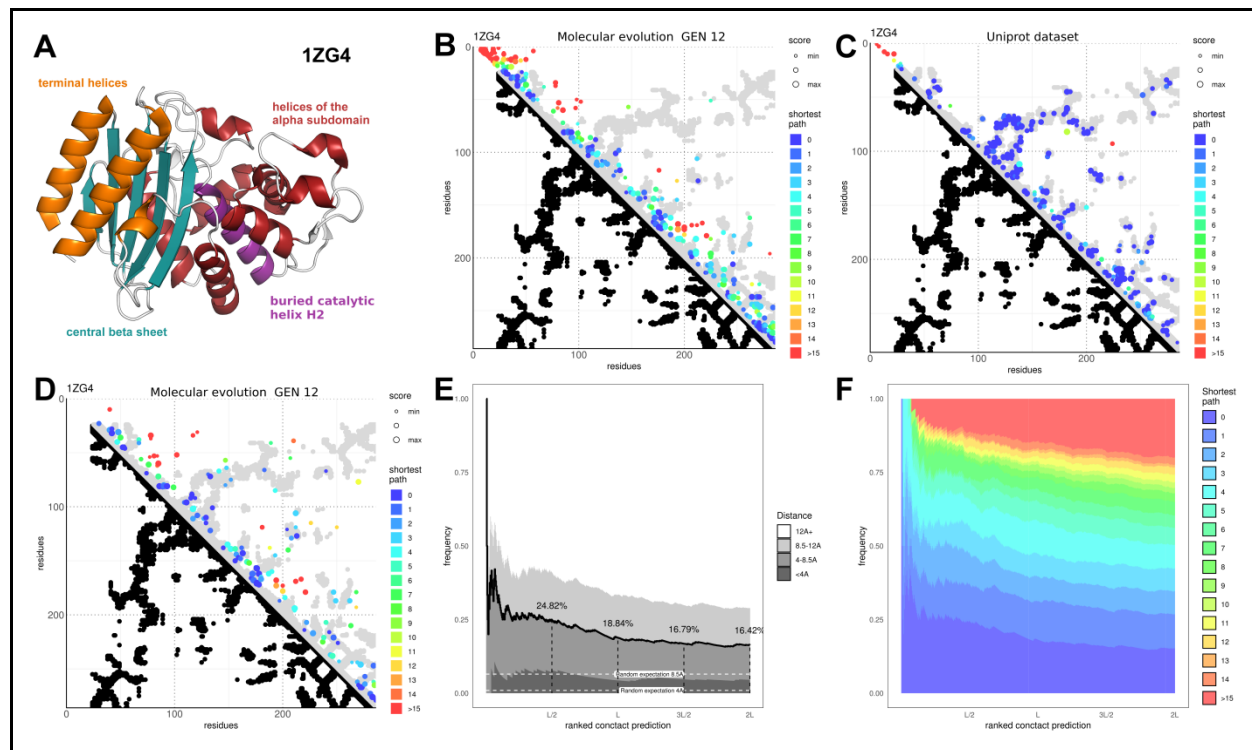 A
1ZG4
terminal helices
helices of the
alpha subdomain
buried catalytic
helix H2
central beta sheet
B
1ZG4
Molecular evolution GEN 12
0
100
200
residues
0
100
200
residues
score
min
max
shortest
path
0
1
2
3
4
5
6
7
8
9
10
11
12
13
14
>15
C
1ZG4
Uniprot dataset
0
100
200
residues
0
100
200
residues
score
min
max
shortest
path
0
1
2
3
4
5
6
7
8
9
10
11
12
13
14
>15
D
1ZG4
Molecular evolution GEN 12
0
100
200
residues
0
100
200
residues
score
min
max
shortest
path
0
1
2
3
4
5
6
7
8
9
10
11
12
13
14
>15
E
1.00
0.75
0.50
0.25
0.00
frequency
24.82%
18.84%
16.79%
16.42%
Random expectation 8.5A
Random expectation 4A
L/2
L
3L/2
2L
ranked conctact prediction
Distance
12A+
8.5-12A
4-8.5A
<4A
F
1.00
0.75
0.50
0.25
0.00
frequency
L/2
L
3L/2
2L
ranked conctact prediction
Shortest
path
0
1
2
3
4
5
6
7
8
9
10
11
12
13
14
>15